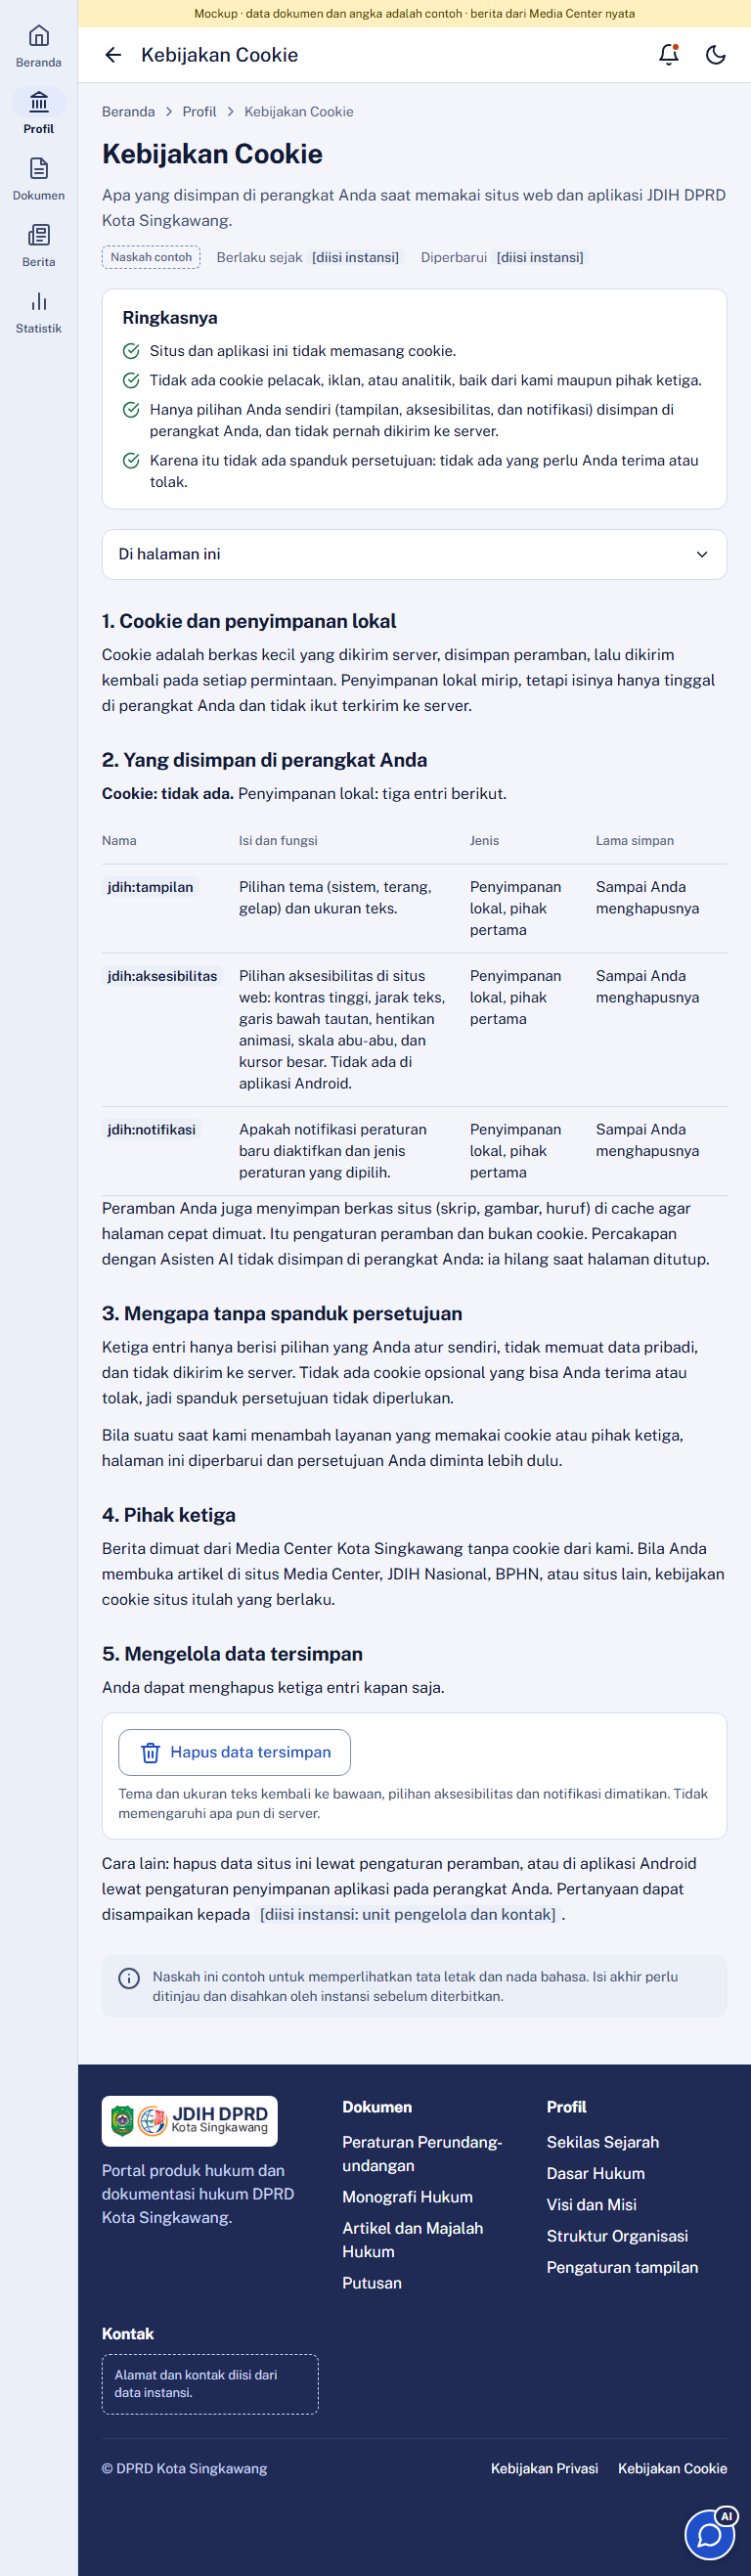 Mockup · data dokumen dan angka adalah contoh · berita dari Media Center nyata
Beranda
Profil
Dokumen
Berita
Statistik
Kebijakan Cookie
Beranda > Profil > Kebijakan Cookie
Kebijakan Cookie
Apa yang disimpan di perangkat Anda saat memakai situs web dan aplikasi JDIH DPRD
Kota Singkawang.
Naskah contoh Berlaku sejak [diisi instansi] Diperbarui [diisi instansi]
Ringkasnya
Situs dan aplikasi ini tidak memasang cookie.
Tidak ada cookie pelacak, iklan, atau analitik, baik dari kami maupun pihak ketiga.
Hanya pilihan Anda sendiri (tampilan, aksesibilitas, dan notifikasi) disimpan di
perangkat Anda, dan tidak pernah dikirim ke server.
Karena itu tidak ada spanduk persetujuan: tidak ada yang perlu Anda terima atau
tolak.
Di halaman ini
1. Cookie dan penyimpanan lokal
Cookie adalah berkas kecil yang dikirim server, disimpan peramban, lalu dikirim
kembali pada setiap permintaan. Penyimpanan lokal mirip, tetapi isinya hanya tinggal
di perangkat Anda dan tidak ikut terkirim ke server.
2. Yang disimpan di perangkat Anda
Cookie: tidak ada. Penyimpanan lokal: tiga entri berikut.
Nama Isi dan fungsi Jenis Lama simpan
jdih:tampilan
Pilihan tema (sistem, terang,
gelap) dan ukuran teks.
Penyimpanan
lokal, pihak
pertama
Sampai Anda
menghapusnya
jdih:aksesibilitas
Pilihan aksesibilitas di situs
web: kontras tinggi, jarak teks,
garis bawah tautan, hentikan
animasi, skala abu-abu, dan
kursor besar. Tidak ada di
aplikasi Android.
Penyimpanan
lokal, pihak
pertama
Sampai Anda
menghapusnya
jdih:notifikasi
Apakah notifikasi peraturan
baru diaktifkan dan jenis
peraturan yang dipilih.
Penyimpanan
lokal, pihak
pertama
Sampai Anda
menghapusnya
Peramban Anda juga menyimpan berkas situs (skrip, gambar, huruf) di cache agar
halaman cepat dimuat. Itu pengaturan peramban dan bukan cookie. Percakapan
dengan Asisten AI tidak disimpan di perangkat Anda: ia hilang saat halaman ditutup.
3. Mengapa tanpa spanduk persetujuan
Ketiga entri hanya berisi pilihan yang Anda atur sendiri, tidak memuat data pribadi,
dan tidak dikirim ke server. Tidak ada cookie opsional yang bisa Anda terima atau
tolak, jadi spanduk persetujuan tidak diperlukan.
Bila suatu saat kami menambah layanan yang memakai cookie atau pihak ketiga,
halaman ini diperbarui dan persetujuan Anda diminta lebih dulu.
4. Pihak ketiga
Berita dimuat dari Media Center Kota Singkawang tanpa cookie dari kami. Bila Anda
membuka artikel di situs Media Center, JDIH Nasional, BPHN, atau situs lain, kebijakan
cookie situs itulah yang berlaku.
5. Mengelola data tersimpan
Anda dapat menghapus ketiga entri kapan saja.
Hapus data tersimpan
Tema dan ukuran teks kembali ke bawaan, pilihan aksesibilitas dan notifikasi dimatikan. Tidak
memengaruhi apa pun di server.
Cara lain: hapus data situs ini lewat pengaturan peramban, atau di aplikasi Android
lewat pengaturan penyimpanan aplikasi pada perangkat Anda. Pertanyaan dapat
disampaikan kepada [diisi instansi: unit pengelola dan kontak] .
Naskah ini contoh untuk memperlihatkan tata letak dan nada bahasa. Isi akhir perlu
ditinjau dan disahkan oleh instansi sebelum diterbitkan.
JDIH DPRD
Kota Singkawang
Portal produk hukum dan
dokumentasi hukum DPRD
Kota Singkawang.
Dokumen
Peraturan Perundang-
undangan
Monografi Hukum
Artikel dan Majalah
Hukum
Putusan
Profil
Sekilas Sejarah
Dasar Hukum
Visi dan Misi
Struktur Organisasi
Pengaturan tampilan
Kontak
Alamat dan kontak diisi dari
data instansi.
© DPRD Kota Singkawang
Kebijakan Privasi Kebijakan Cookie
AI